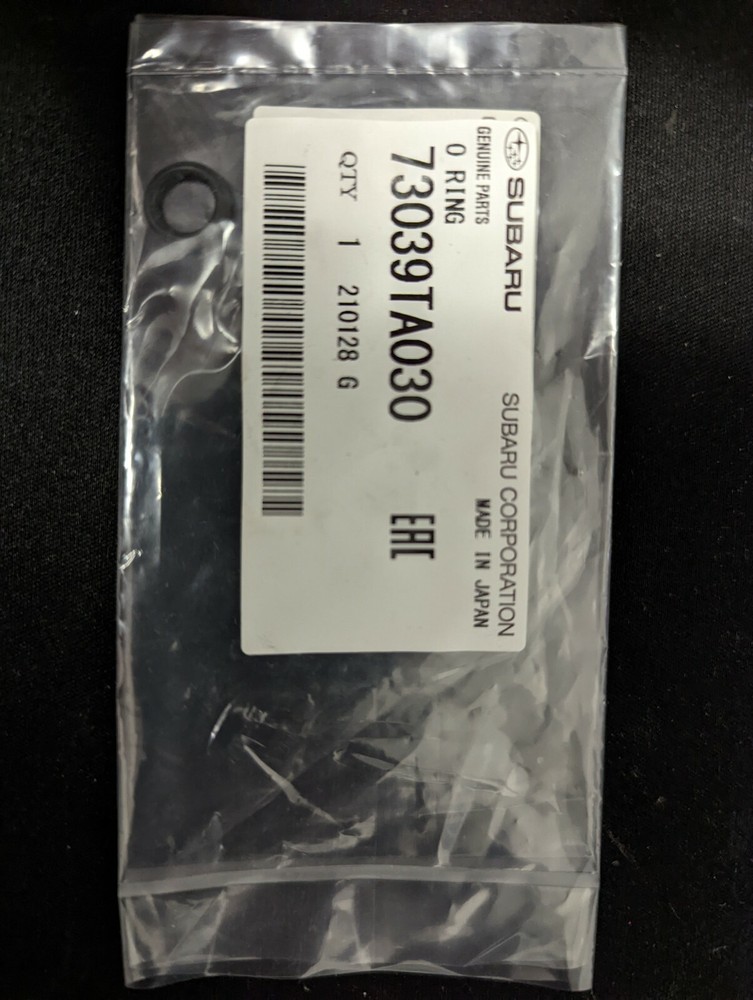 SUBARU SUBARU CORPORATION
GENUINE PARTS MADE IN JAPAN
O RING
73039TA030 EAC
QTY 1 210128 G